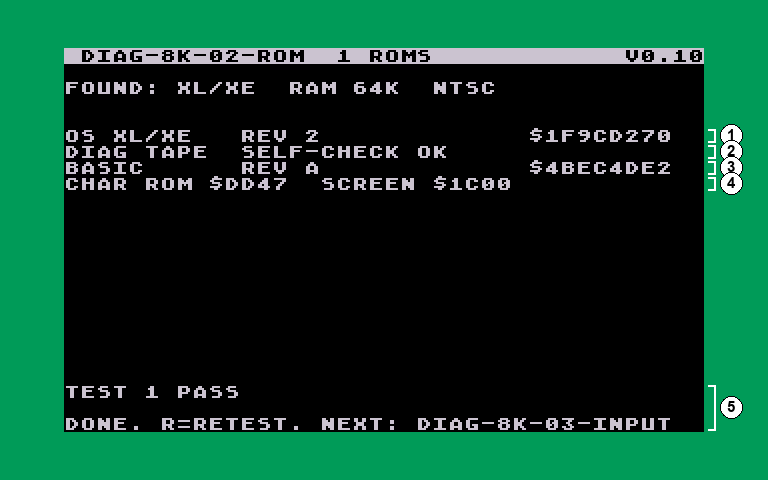 DIAG-8K-02-ROM 1 ROMS V0.10
FOUND: XL/XE RAM 64K NTSC
OS XL/XE REV 2 $1F9CD270 1
DIAG TAPE SELF-CHECK OK 2
BASIC REV A $4BEC4DE2 3
CHAR ROM $DD47 SCREEN $1C00 4
TEST 1 PASS
5
DONE. R=RETEST. NEXT: DIAG-8K-03-INPUT